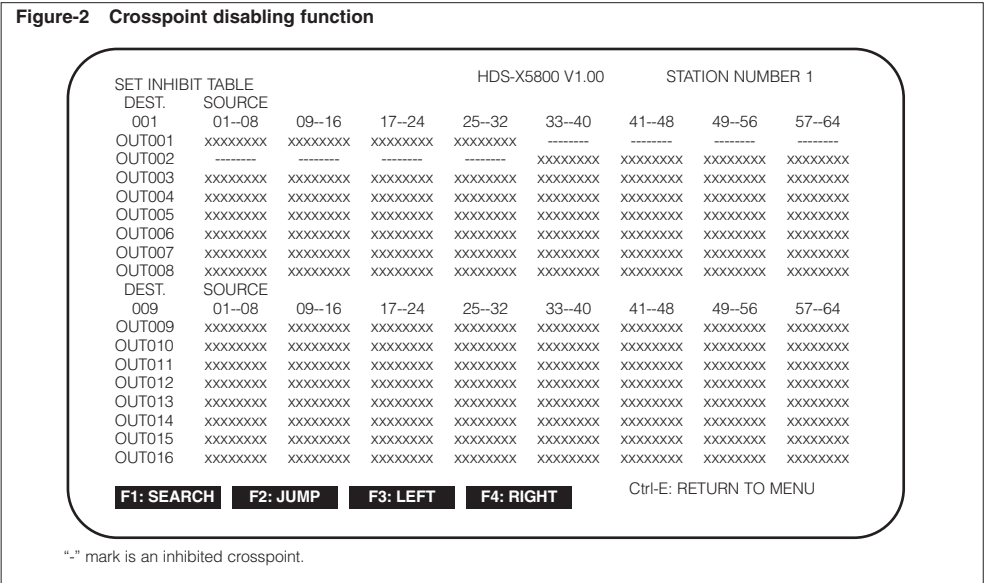 Figure-2 Crosspoint disabling function
HDS-X5800 V1.00 STATION NUMBER 1
SET INHIBIT TABLE
DEST. SOURCE
001 01--08 09--16 17--24 25--32 33--40 41--48 49--56 57--64
OUT001 xxxxxxxx xxxxxxxx xxxxxxxx xxxxxxxx -------- -------- -------- --------
OUT002 -------- -------- -------- -------- xxxxxxxx xxxxxxxx xxxxxxxx xxxxxxxx
OUT003 xxxxxxxx xxxxxxxx xxxxxxxx xxxxxxxx xxxxxxxx xxxxxxxx xxxxxxxx xxxxxxxx
OUT004 xxxxxxxx xxxxxxxx xxxxxxxx xxxxxxxx xxxxxxxx xxxxxxxx xxxxxxxx xxxxxxxx
OUT005 xxxxxxxx xxxxxxxx xxxxxxxx xxxxxxxx xxxxxxxx xxxxxxxx xxxxxxxx xxxxxxxx
OUT006 xxxxxxxx xxxxxxxx xxxxxxxx xxxxxxxx xxxxxxxx xxxxxxxx xxxxxxxx xxxxxxxx
OUT007 xxxxxxxx xxxxxxxx xxxxxxxx xxxxxxxx xxxxxxxx xxxxxxxx xxxxxxxx xxxxxxxx
OUT008 xxxxxxxx xxxxxxxx xxxxxxxx xxxxxxxx xxxxxxxx xxxxxxxx xxxxxxxx xxxxxxxx
DEST. SOURCE
009 01--08 09--16 17--24 25--32 33--40 41--48 49--56 57--64
OUT009 xxxxxxxx xxxxxxxx xxxxxxxx xxxxxxxx xxxxxxxx xxxxxxxx xxxxxxxx xxxxxxxx
OUT010 xxxxxxxx xxxxxxxx xxxxxxxx xxxxxxxx xxxxxxxx xxxxxxxx xxxxxxxx xxxxxxxx
OUT011 xxxxxxxx xxxxxxxx xxxxxxxx xxxxxxxx xxxxxxxx xxxxxxxx xxxxxxxx xxxxxxxx
OUT012 xxxxxxxx xxxxxxxx xxxxxxxx xxxxxxxx xxxxxxxx xxxxxxxx xxxxxxxx xxxxxxxx
OUT013 xxxxxxxx xxxxxxxx xxxxxxxx xxxxxxxx xxxxxxxx xxxxxxxx xxxxxxxx xxxxxxxx
OUT014 xxxxxxxx xxxxxxxx xxxxxxxx xxxxxxxx xxxxxxxx xxxxxxxx xxxxxxxx xxxxxxxx
OUT015 xxxxxxxx xxxxxxxx xxxxxxxx xxxxxxxx xxxxxxxx xxxxxxxx xxxxxxxx xxxxxxxx
OUT016 xxxxxxxx xxxxxxxx xxxxxxxx xxxxxxxx xxxxxxxx xxxxxxxx xxxxxxxx xxxxxxxx
F1: SEARCH F2: JUMP F3: LEFT F4: RIGHT Ctrl-E: RETURN TO MENU
“-” mark is an inhibited crosspoint.